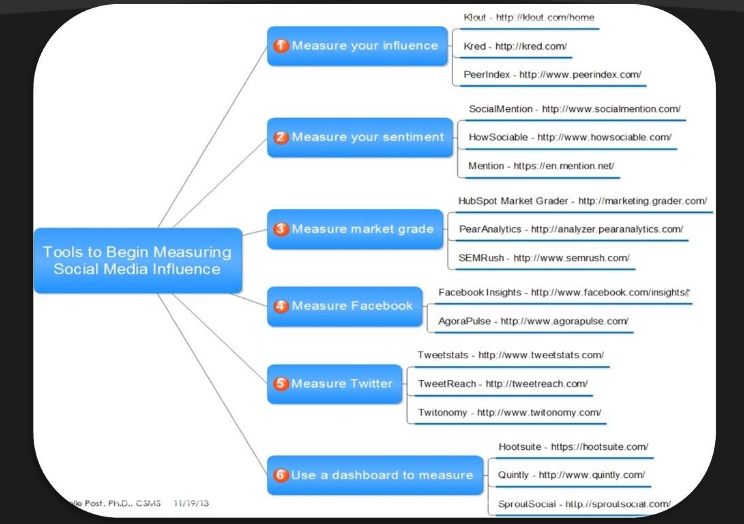 Tools to Begin Measuring
Social Media Influence
1 Measure your influence
Klout - http://klout.com/home
Kred - http://kred.com/
PeerIndex - http://www.peerindex.com/
2 Measure your sentiment
SocialMention - http://www.socialmention.com/
HowSociable - http://www.howsociable.com/
Mention - https://en.mention.net/
3 Measure market grade
HubSpot Market Grader - http://marketing.grader.com/
PearAnalytics - http://analyzer.pearanalytics.com/
SEMRush - http://www.semrush.com/
4 Measure Facebook
Facebook Insights - http://www.facebook.com/insights/
AgoraPulse - http://www.agorapulse.com/
5 Measure Twitter
Tweetstats - http://www.tweetstats.com/
TweetReach - http://tweetreach.com/
Twitonomy - http://www.twitonomy.com/
6 Use a dashboard to measure
Hootsuite - https://hootsuite.com/
Quintly - http://www.quintly.com/
SproutSocial - http://sproutsocial.com/
Post, Ph.D., CSMS 11/19/13